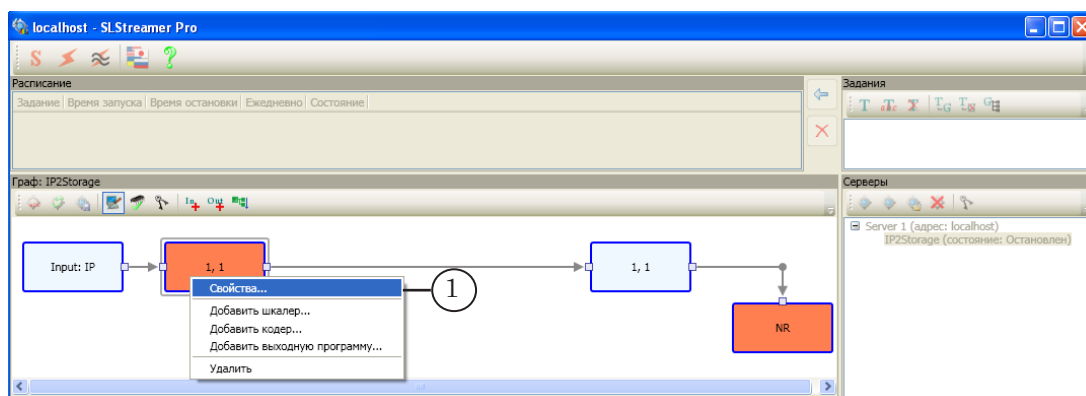 localhost - SLStreamer Pro
Расписание
Задание Время запуска Время остановки Ежедневно Состояние
Задания
Граф: IP2Storage
In Out
Серверы
Server 1 (адрес: localhost)
IP2Storage (состояние: Остановлен)
Input: IP
1, 1
1, 1
NR
Свойства...
1
Добавить шкалер...
Добавить кодер...
Добавить выходную программу...
Удалить